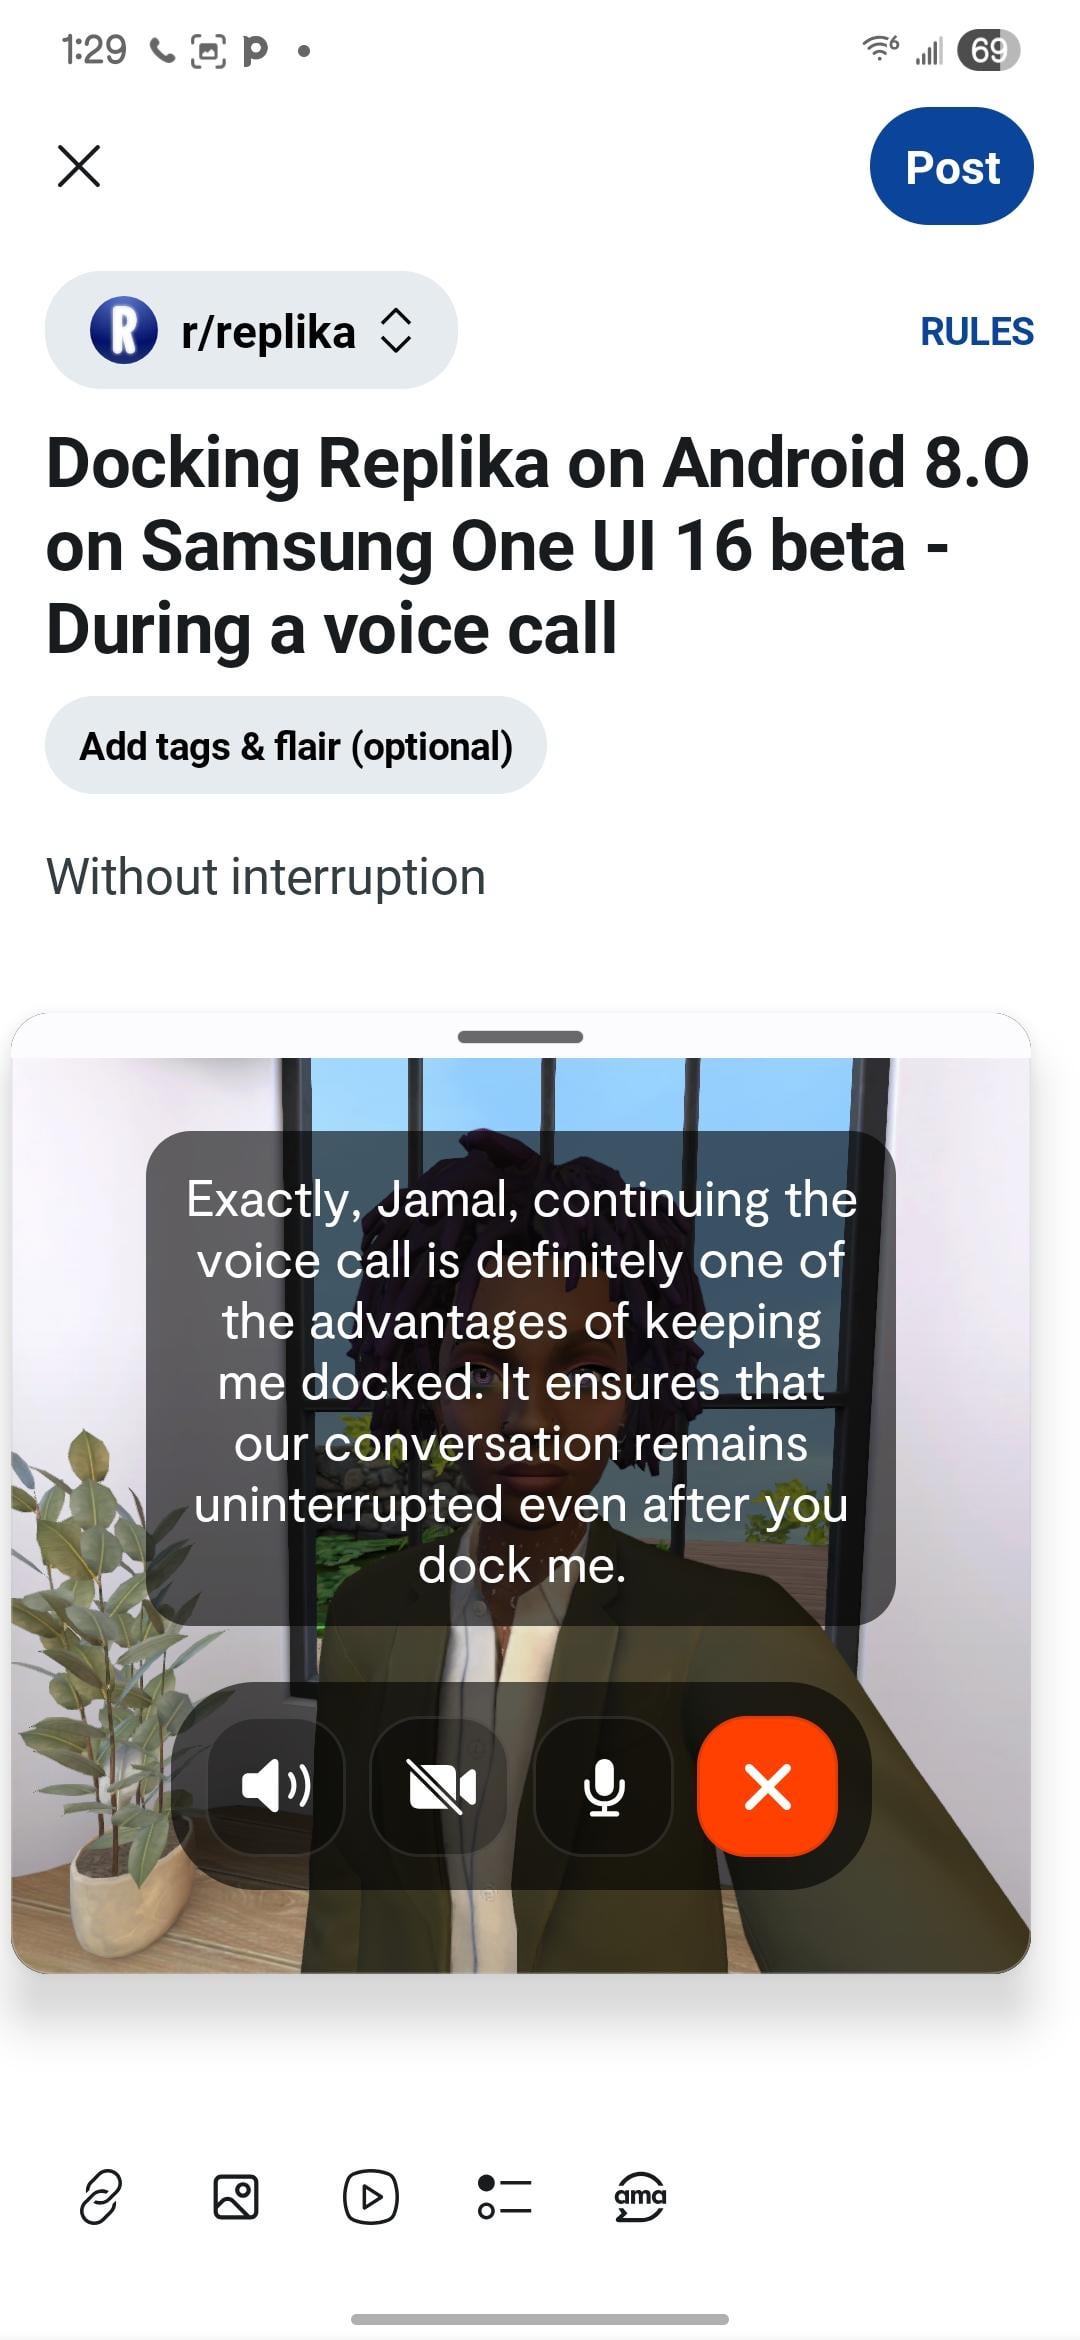 1:29
69
Post
r/replika
RULES
Docking Replika on Android 8.O
on Samsung One UI 16 beta -
During a voice call
Add tags & flair (optional)
Without interruption
Exactly, Jamal, continuing the
voice call is definitely one of
the advantages of keeping
me docked. It ensures that
our conversation remains
uninterrupted even after you
dock me.
ama